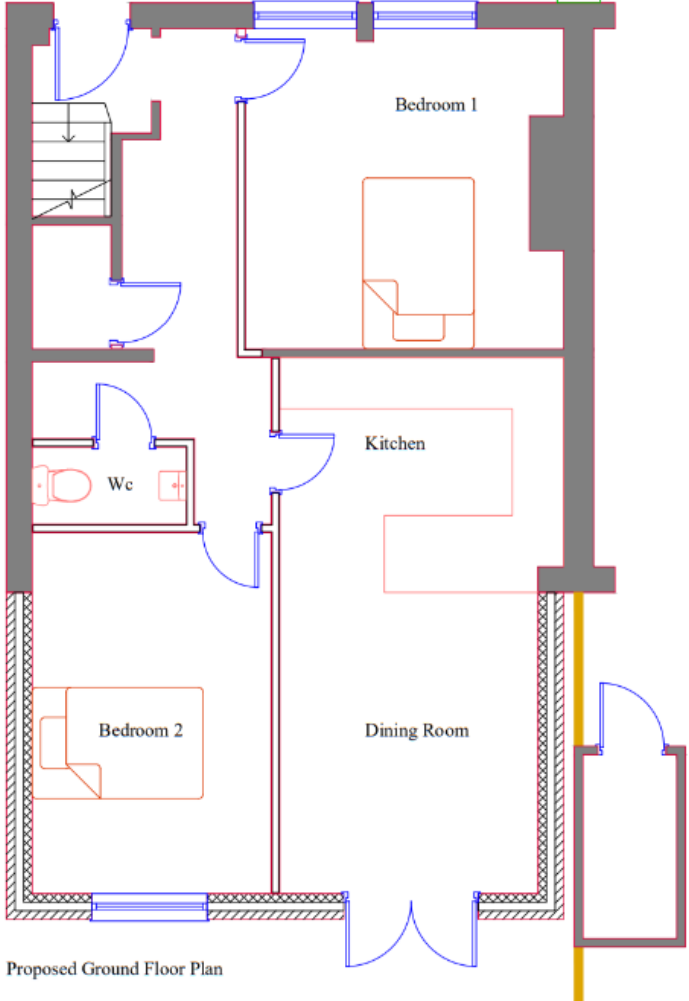 Bedroom 1
Kitchen
Wc
Bedroom 2
Dining Room
Proposed Ground Floor Plan